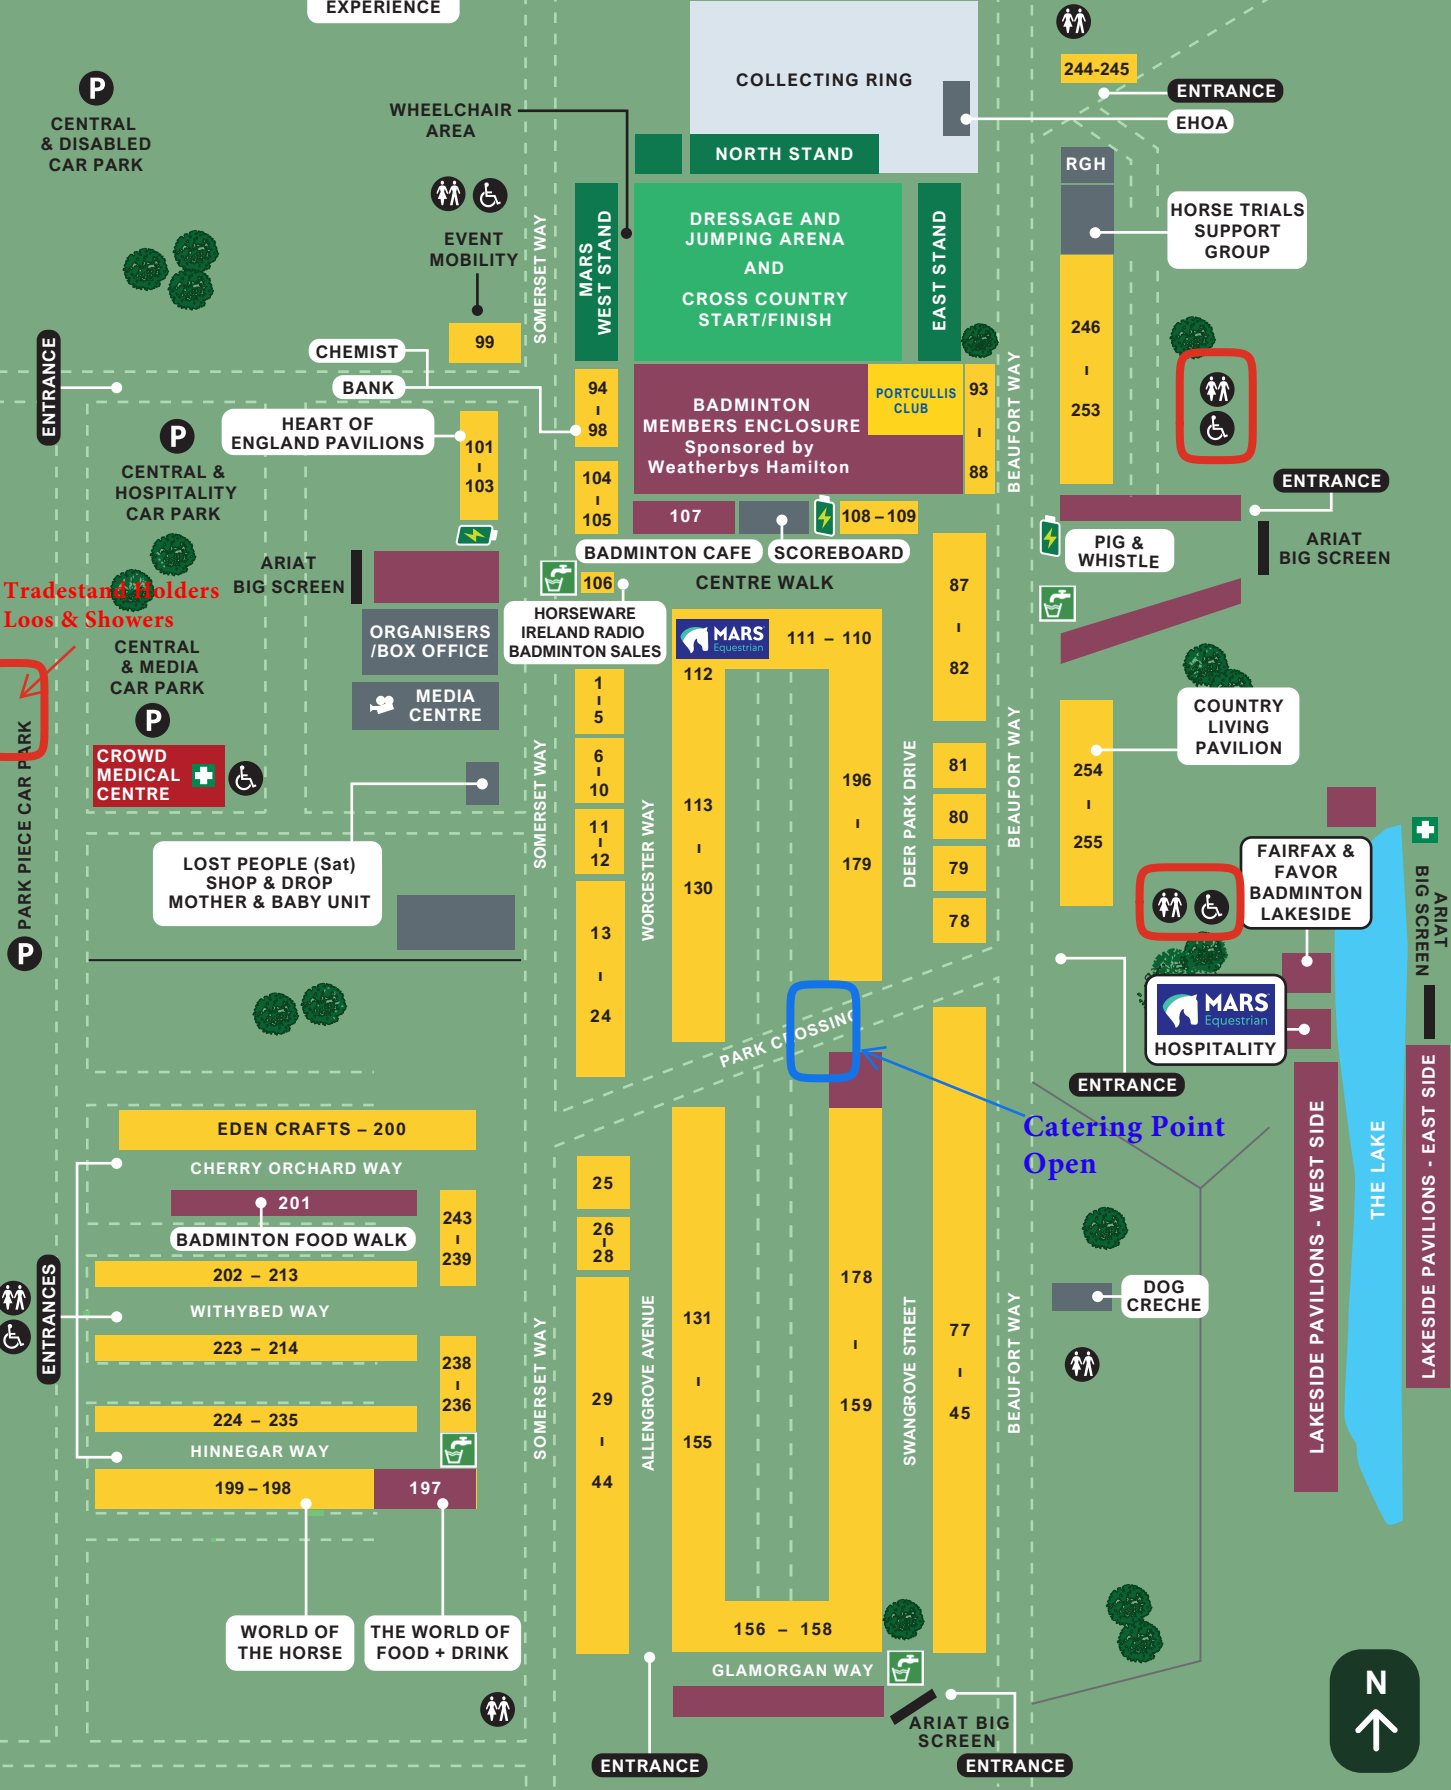 EXPERIENCE
P
CENTRAL
& DISABLED
CAR PARK
WHEELCHAIR
AREA
COLLECTING RING
244-245
ENTRANCE
EHOA
NORTH STAND
RGH
HORSE TRIALS
SUPPORT
GROUP
EVENT
MOBILITY
SOMERSET WAY
MARS
WEST STAND
DRESSAGE AND
JUMPING ARENA
AND
CROSS COUNTRY
START/FINISH
EAST STAND
246
-
253
99
CHEMIST
BANK
ENTRANCE
94
-
98
BADMINTON
MEMBERS ENCLOSURE
Sponsored by
Weatherbys Hamilton
PORTCULLIS
CLUB
93
-
88
BEAUFORT WAY
P
CENTRAL &
HOSPITALITY
CAR PARK
HEART OF
ENGLAND PAVILIONS
101
-
103
104
-
105
107
108 – 109
ENTRANCE
BADMINTON CAFE
SCOREBOARD
PIG &
WHISTLE
ARIAT
BIG SCREEN
ARIAT
BIG SCREEN
Tradestand Holders
Loos & Showers
106
CENTRE WALK
87
-
82
HORSEWARE
IRELAND RADIO
BADMINTON SALES
ORGANISERS
/BOX OFFICE
MARS
Equestrian
111 – 110
112
CENTRAL
& MEDIA
CAR PARK
P
MEDIA
CENTRE
1
-
5
COUNTRY
LIVING
PAVILION
CROWD
MEDICAL
CENTRE
PARK PIECE CAR PARK
P
6
-
10
SOMERSET WAY
WORCESTER WAY
113
-
130
196
-
179
DEER PARK DRIVE
81
80
79
78
BEAUFORT WAY
254
-
255
11
-
12
LOST PEOPLE (Sat)
SHOP & DROP
MOTHER & BABY UNIT
13
-
24
FAIRFAX &
FAVOR
BADMINTON
LAKESIDE
ARIAT
BIG SCREEN
MARS
Equestrian
HOSPITALITY
PARK CROSSING
ENTRANCE
Catering Point
Open
EDEN CRAFTS – 200
CHERRY ORCHARD WAY
201
BADMINTON FOOD WALK
243
-
239
25
26
-
28
202 – 213
WITHYBED WAY
223 – 214
238
-
236
224 – 235
HINNEGAR WAY
199 – 198
197
ENTRANCES
SOMERSET WAY
29
-
44
ALLENGROVE AVENUE
131
-
155
178
-
159
SWANGROVE STREET
77
-
45
BEAUFORT WAY
DOG
CRECHE
LAKESIDE PAVILIONS - WEST SIDE
THE LAKE
LAKESIDE PAVILIONS - EAST SIDE
WORLD OF
THE HORSE
THE WORLD OF
FOOD + DRINK
156 – 158
GLAMORGAN WAY
ARIAT BIG
SCREEN
ENTRANCE
ENTRANCE
N